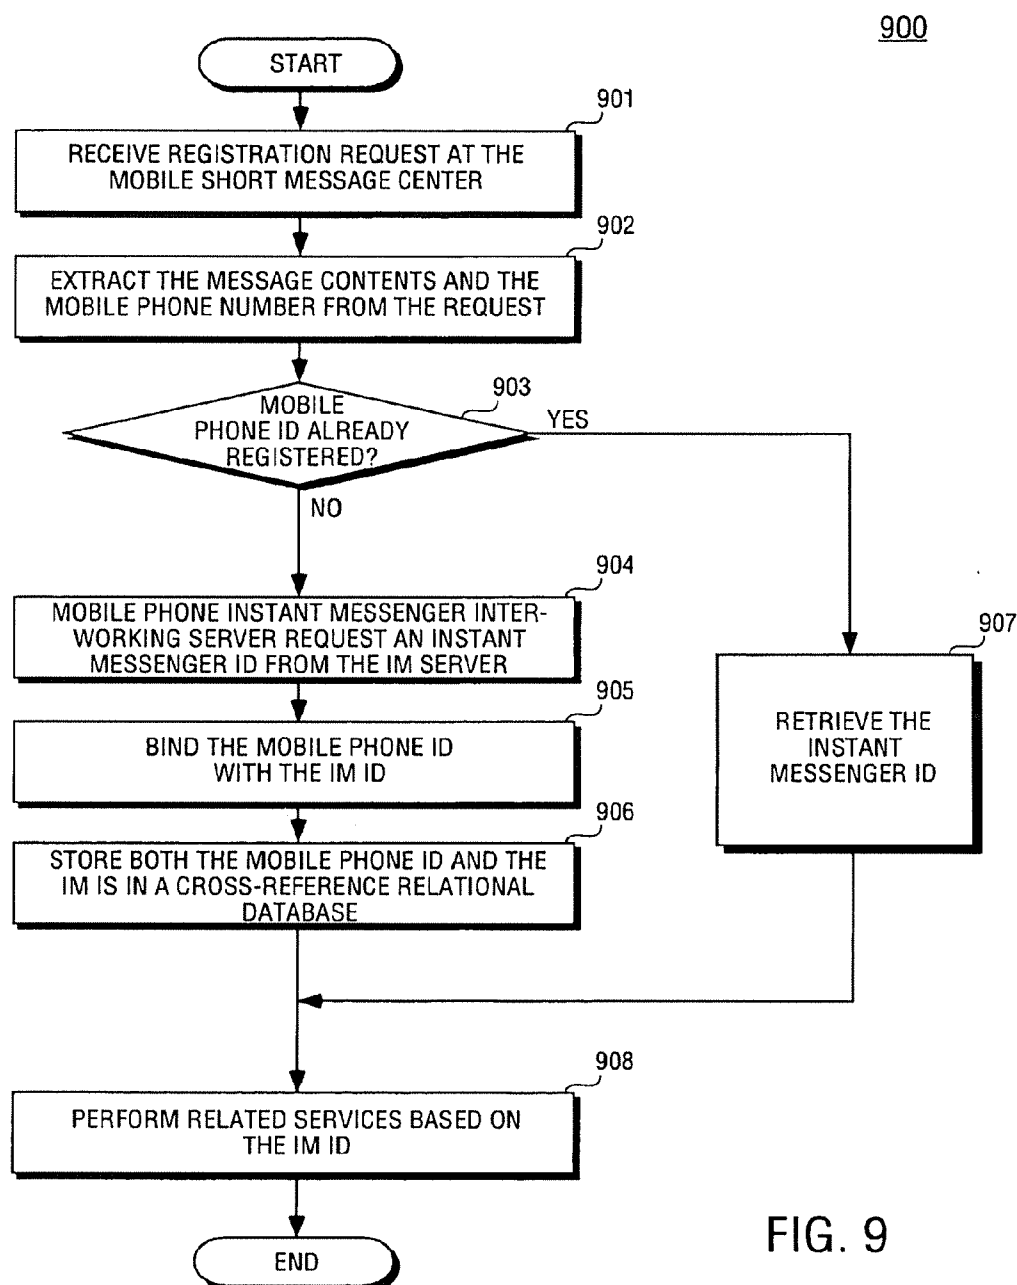 900
START
901
RECEIVE REGISTRATION REQUEST AT THE
MOBILE SHORT MESSAGE CENTER
902
EXTRACT THE MESSAGE CONTENTS AND THE
MOBILE PHONE NUMBER FROM THE REQUEST
903
MOBILE
PHONE ID ALREADY
REGISTERED?
YES
NO
904
MOBILE PHONE INSTANT MESSENGER INTER-
WORKING SERVER REQUEST AN INSTANT
MESSENGER ID FROM THE IM SERVER
905
BIND THE MOBILE PHONE ID
WITH THE IM ID
906
STORE BOTH THE MOBILE PHONE ID AND THE
IM IS IN A CROSS-REFERENCE RELATIONAL
DATABASE
907
RETRIEVE THE
INSTANT
MESSENGER ID
908
PERFORM RELATED SERVICES BASED ON
THE IM ID
END
FIG. 9